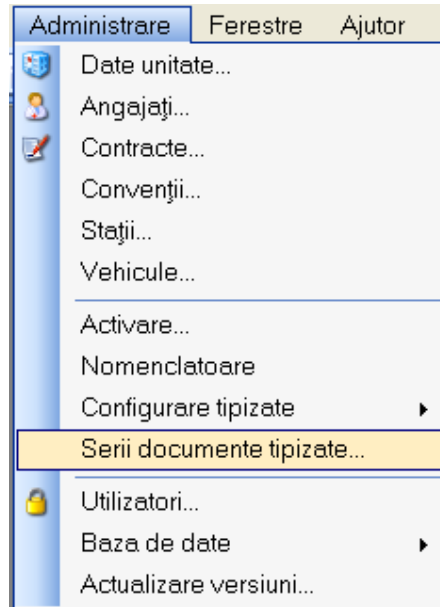 Administrare Ferestre Ajutor
Date unitate...
Angajaţi...
Contracte...
Convenţii...
Staţii...
Vehicule...
Activare...
Nomenclatoare
Configurare tipizate
Serii documente tipizate...
Utilizatori...
Baza de date
Actualizare versiuni...